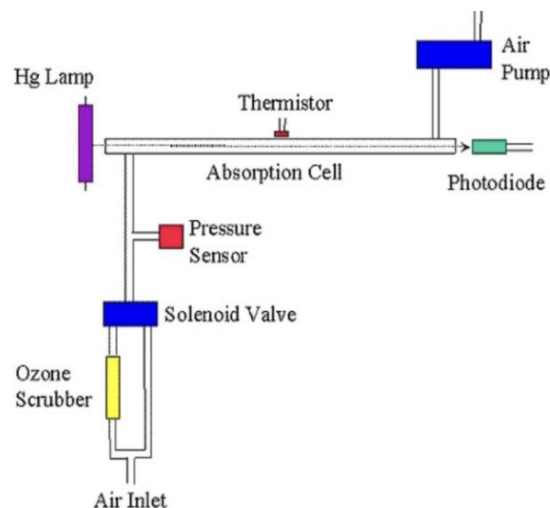 Air
Pump
Hg Lamp
Thermistor
Absorption Cell
Photodiode
Pressure
Sensor
Solenoid Valve
Ozone
Scrubber
Air Inlet